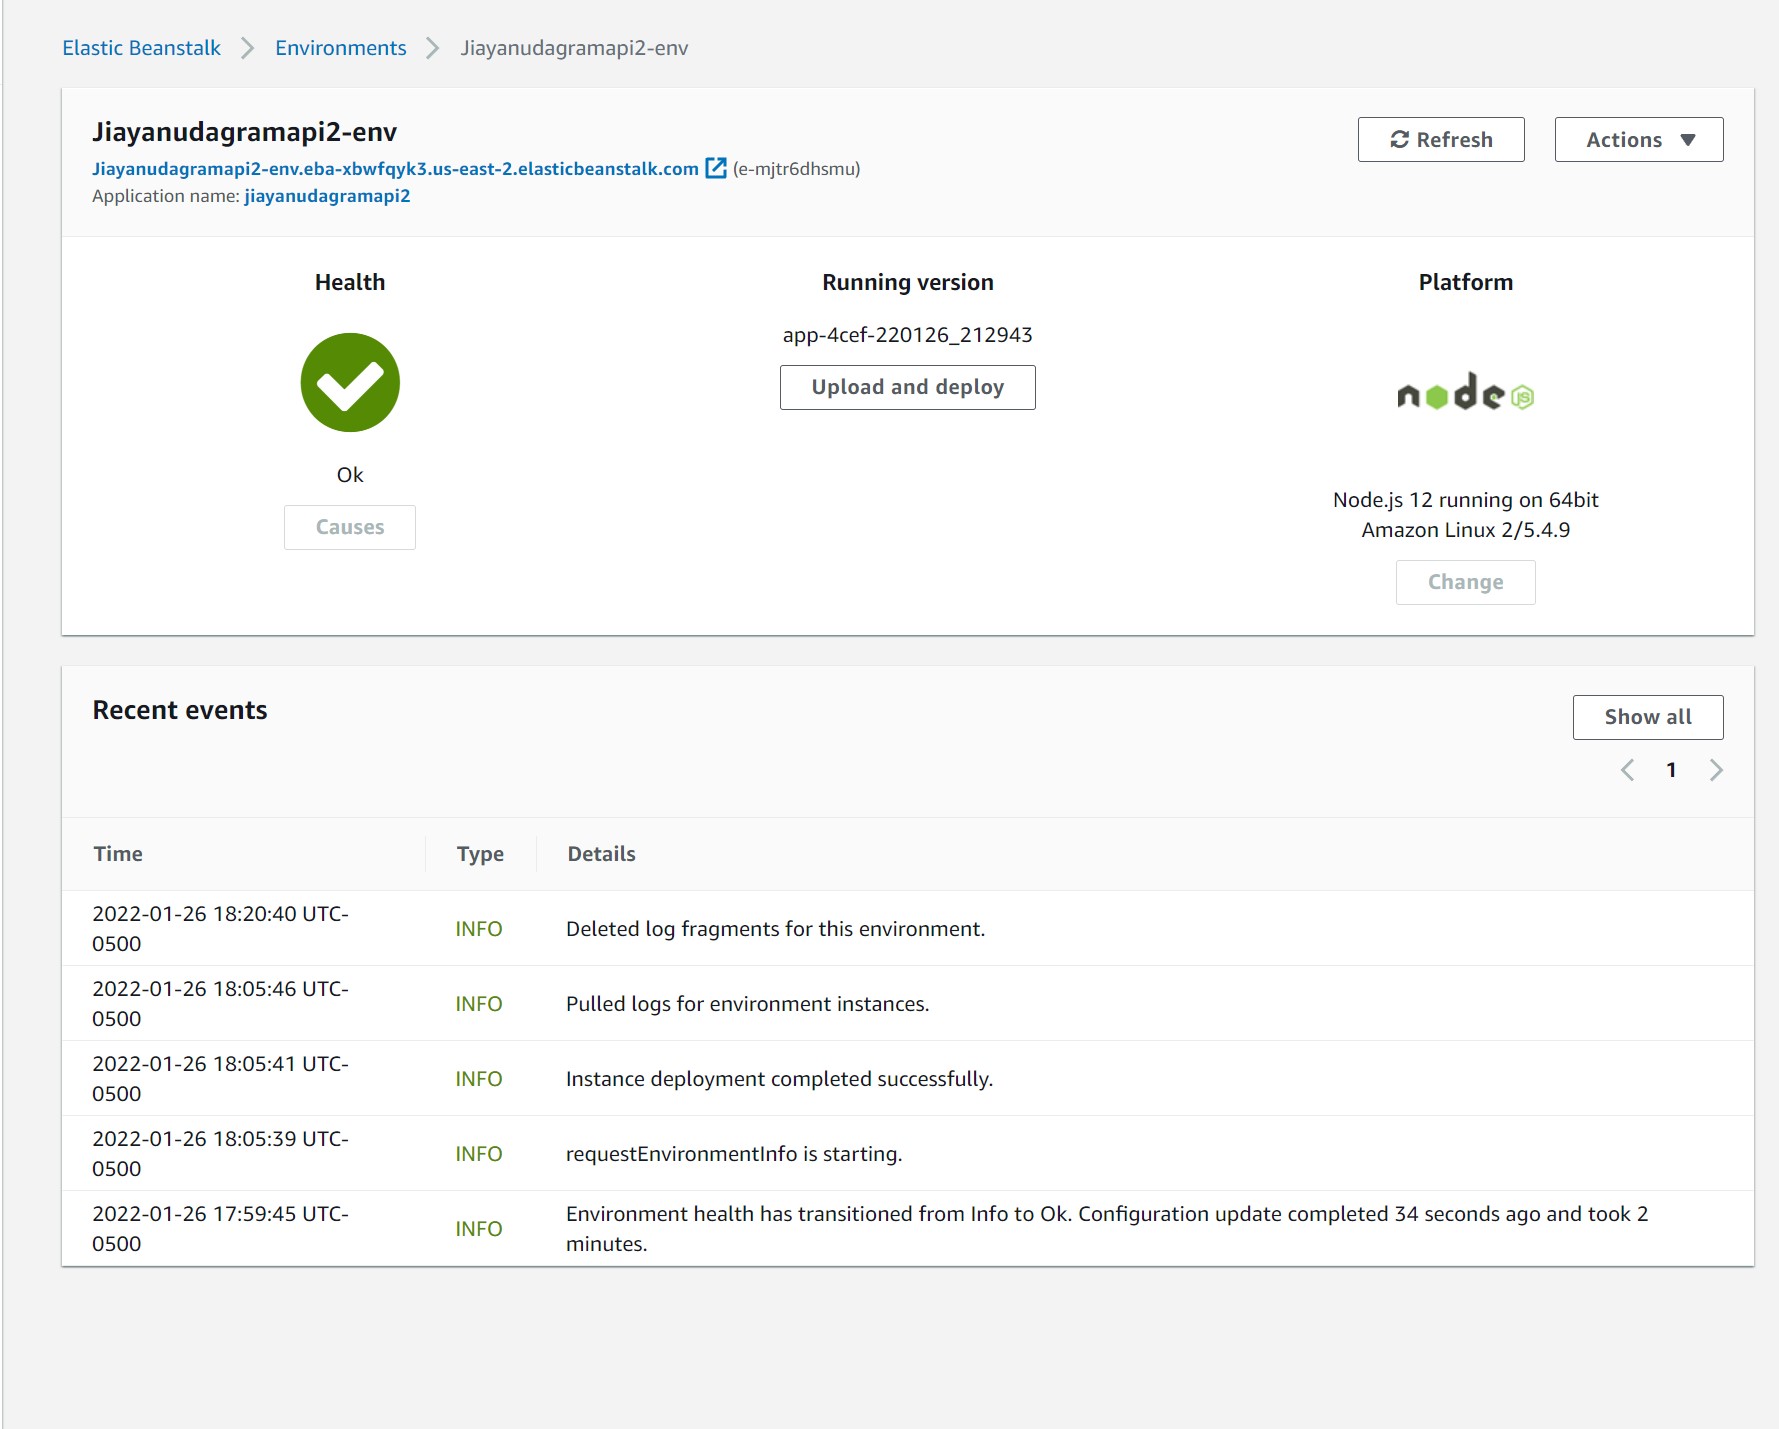 Elastic Beanstalk > Environments > Jiayanudagramapi2-env
Jiayanudagramapi2-env
Refresh
Actions
Jiayanudagramapi2-env.eba-xbwfqyk3.us-east-2.elasticbeanstalk.com (e-mjtr6dhsmu)
Application name: jiayanudagramapi2
Health
Ok
Causes
Running version
app-4cef-220126_212943
Upload and deploy
Platform
node JS
Node.js 12 running on 64bit
Amazon Linux 2/5.4.9
Change
Recent events
Show all
< 1 >
Time Type Details
2022-01-26 18:20:40 UTC-
0500
INFO
Deleted log fragments for this environment.
2022-01-26 18:05:46 UTC-
0500
INFO
Pulled logs for environment instances.
2022-01-26 18:05:41 UTC-
0500
INFO
Instance deployment completed successfully.
2022-01-26 18:05:39 UTC-
0500
INFO
requestEnvironmentInfo is starting.
2022-01-26 17:59:45 UTC-
0500
INFO
Environment health has transitioned from Info to Ok. Configuration update completed 34 seconds ago and took 2
minutes.